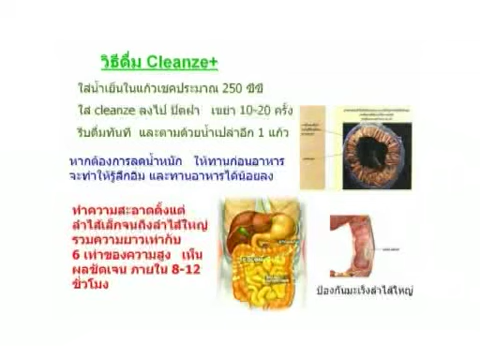 วิธีดื่ม Cleanze+
ใส่น้ำเย็นในแก้วเชคประมาณ 250 ซีซี
ใส่ cleanze ลงไป ปิดฝา เขย่า 10-20 ครั้ง
รีบดื่มทันที และตามด้วยน้ำเปล่าอีก 1 แก้ว
หากต้องการลดน้ำหนัก ให้ทานก่อนอาหาร
จะทำให้รู้สึกอิ่ม และทานอาหารได้น้อยลง
ทำความสะอาดตั้งแต่
ลำไส้เล็กจนถึงลำไส้ใหญ่
รวมความยาวเท่ากับ
6 เท่าของความสูง เห็น
ผลชัดเจน ภายใน 8-12
ชั่วโมง
ป้องกันมะเร็งลำไส้ใหญ่